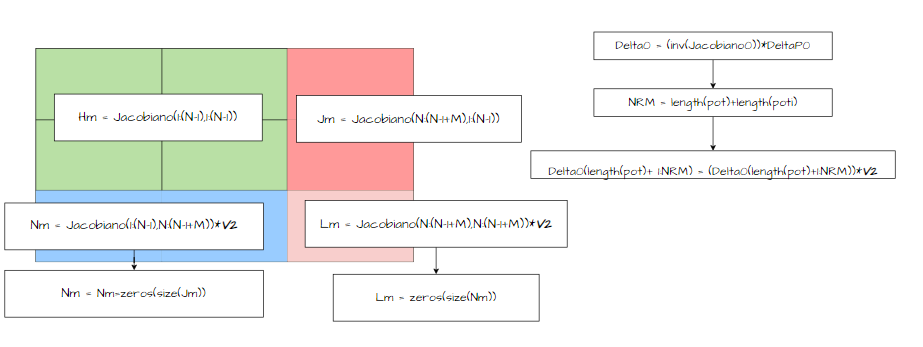 Delta0 = (inv(Jacobiano0))*DeltaP0
Hm = Jacobiano(1:(N-1),1:(N-1))
Jm = Jacobiano(N:(N-1+M),1:(N-1))
NRM = length(pot)+length(poti)
Delta0(length(pot)+ 1:NRM) = (Delta0(length(pot)+1:NRM))*V2
Nm = Jacobiano(1:(N-1),N:(N-1+M))*V2
Lm = Jacobiano(N:(N-1+M),N:(N-1+M))*V2
Nm = Nm-zeros(size(Jm))
Lm = zeros(size(Nm))